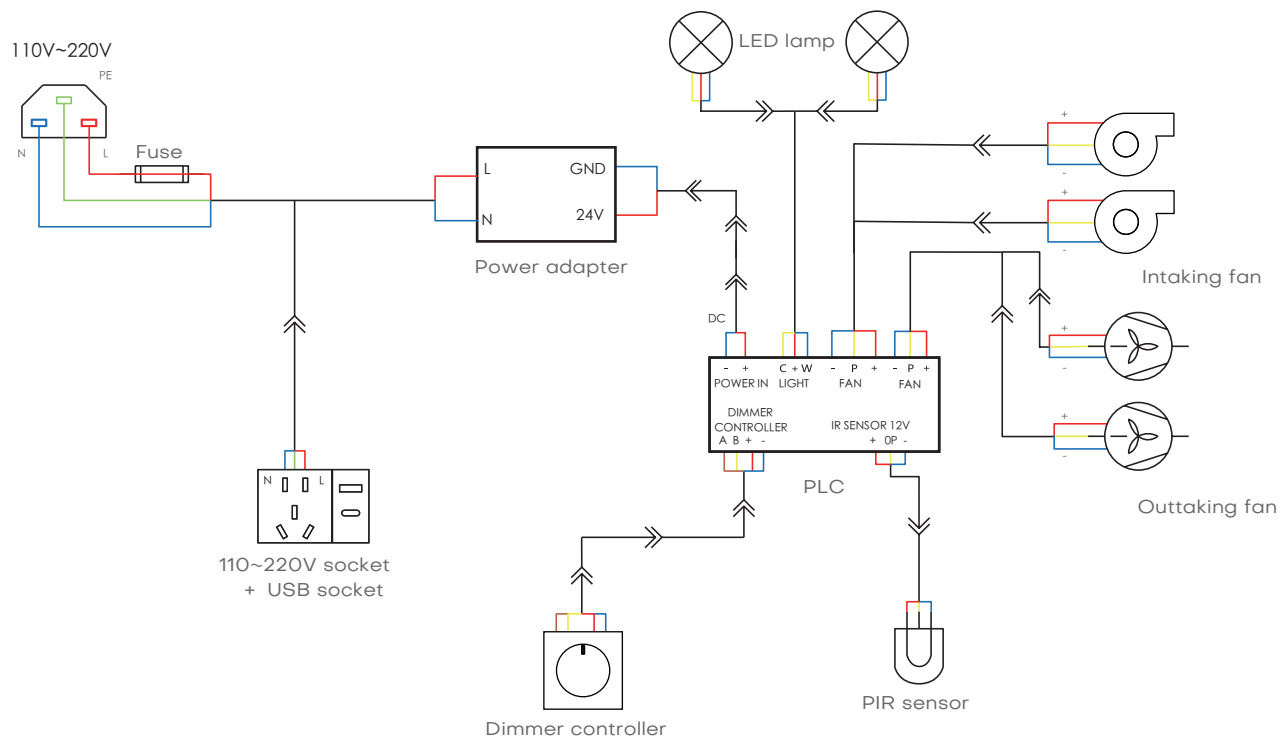 LED lamp
110V~220V
PE
N
L
Fuse
+
-
+
-
Intaking fan
L
GND
N
24V
Power adapter
DC
- + C + W - P + - P +
POWER IN LIGHT FAN FAN
DIMMER
CONTROLLER
IR SENSOR 12V
A B + -
+ 0P -
PLC
+
-
+
-
Outtaking fan
N L
110~220V socket
+ USB socket
Dimmer controller
PIR sensor